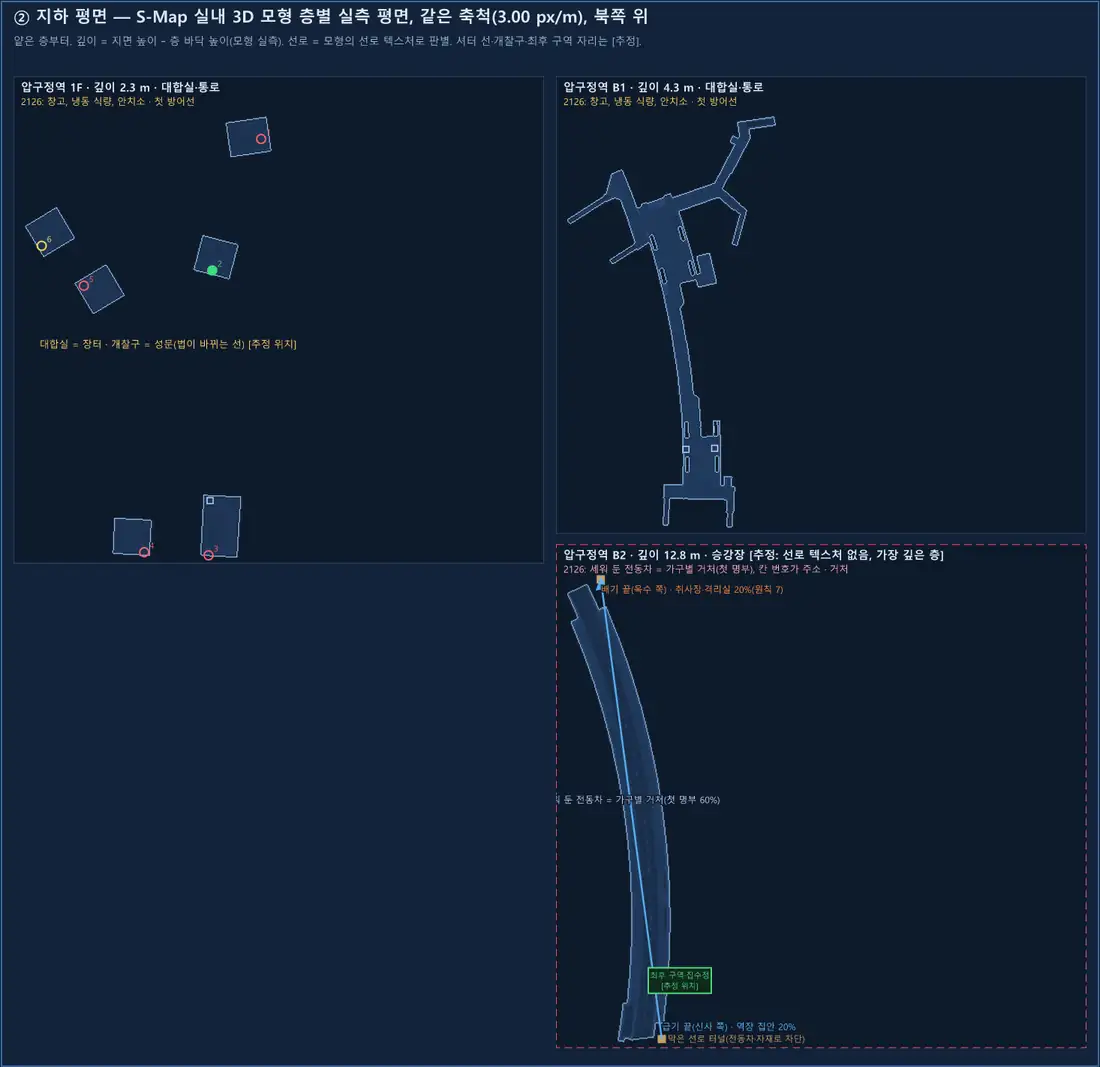 ② 지하 평면 — S-Map 실내 3D 모형 층별 실측 평면, 같은 축척(3.00 px/m), 북쪽 위
얕은 층부터. 깊이 = 지면 높이 – 층 바닥 높이(모형 실측). 선로 = 모형의 선로 텍스처로 판별. 셔터 선·개찰구·최후 구역 자리는 [추정].
압구정역 1F · 깊이 2.3 m · 대합실·통로
2126: 창고, 냉동 식량, 안치소 · 첫 방어선
6
5
2
대합실 = 장터 · 개찰구 = 성문(법이 바뀌는 선) [추정 위치]
4
3
압구정역 B1 · 깊이 4.3 m · 대합실·통로
2126: 창고, 냉동 식량, 안치소 · 첫 방어선
압구정역 B2 · 깊이 12.8 m · 승강장 [추정: 선로 텍스처 없음, 가장 깊은 층]
2126: 세워 둔 전동차 = 가구별 거처(첫 명부), 칸 번호가 주소 · 거저
배기 끝(옥수 쪽) · 취사장·격리실 20%(원칙 7)
둔 전동차 = 가구별 거처(첫 명부 60%)
최후 구역·집수정
[추정 위치]
급기 끝(신사 쪽) · 역장 집안 20%
막은 선로 터널(전동차·자재로 차단)